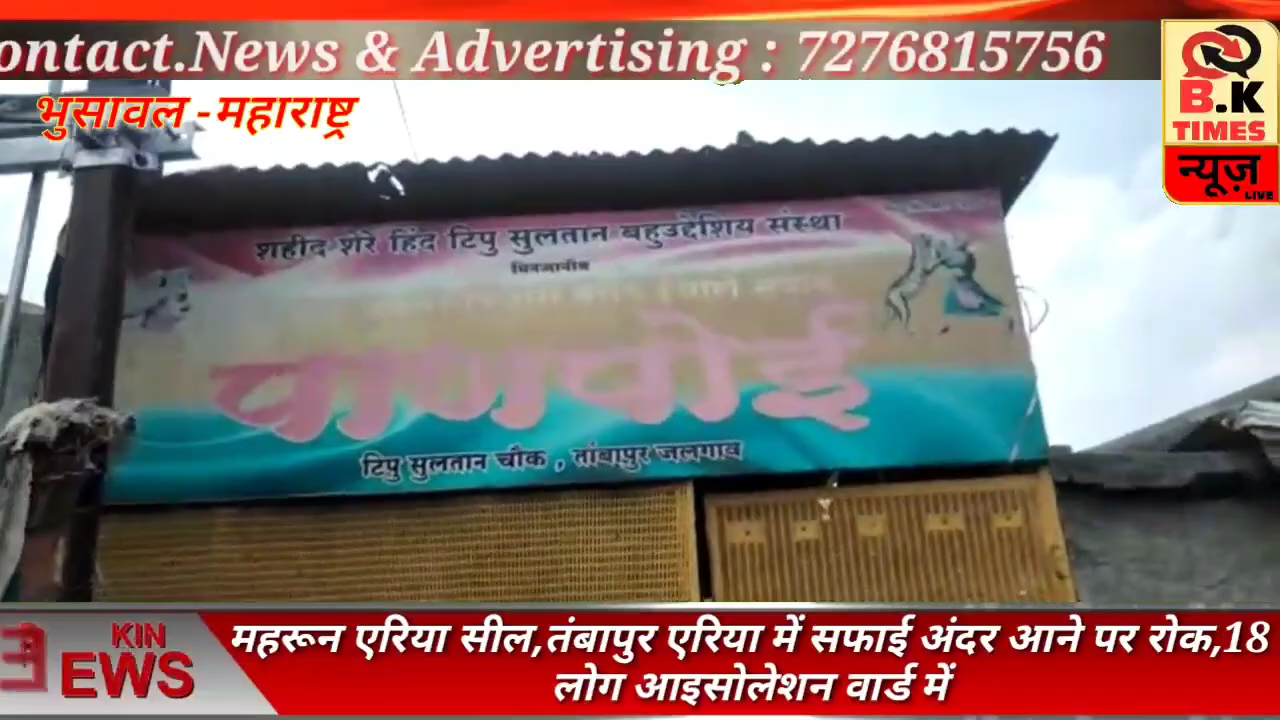 ontact.News & Advertising : 7276815756
B.K
TIMES
न्यूज़
LIVE
भुसावल -महाराष्ट्र
शहीद शेरे हिंद टिपु सुलतान बहुउद्देशिय संस्था
पाणपोई
टिपु सुलतान चौक , तांबापुर जलगाव
KIN
EWS
महरून एरिया सील,तंबापुर एरिया में सफाई अंदर आने पर रोक,18
लोग आइसोलेशन वार्ड में